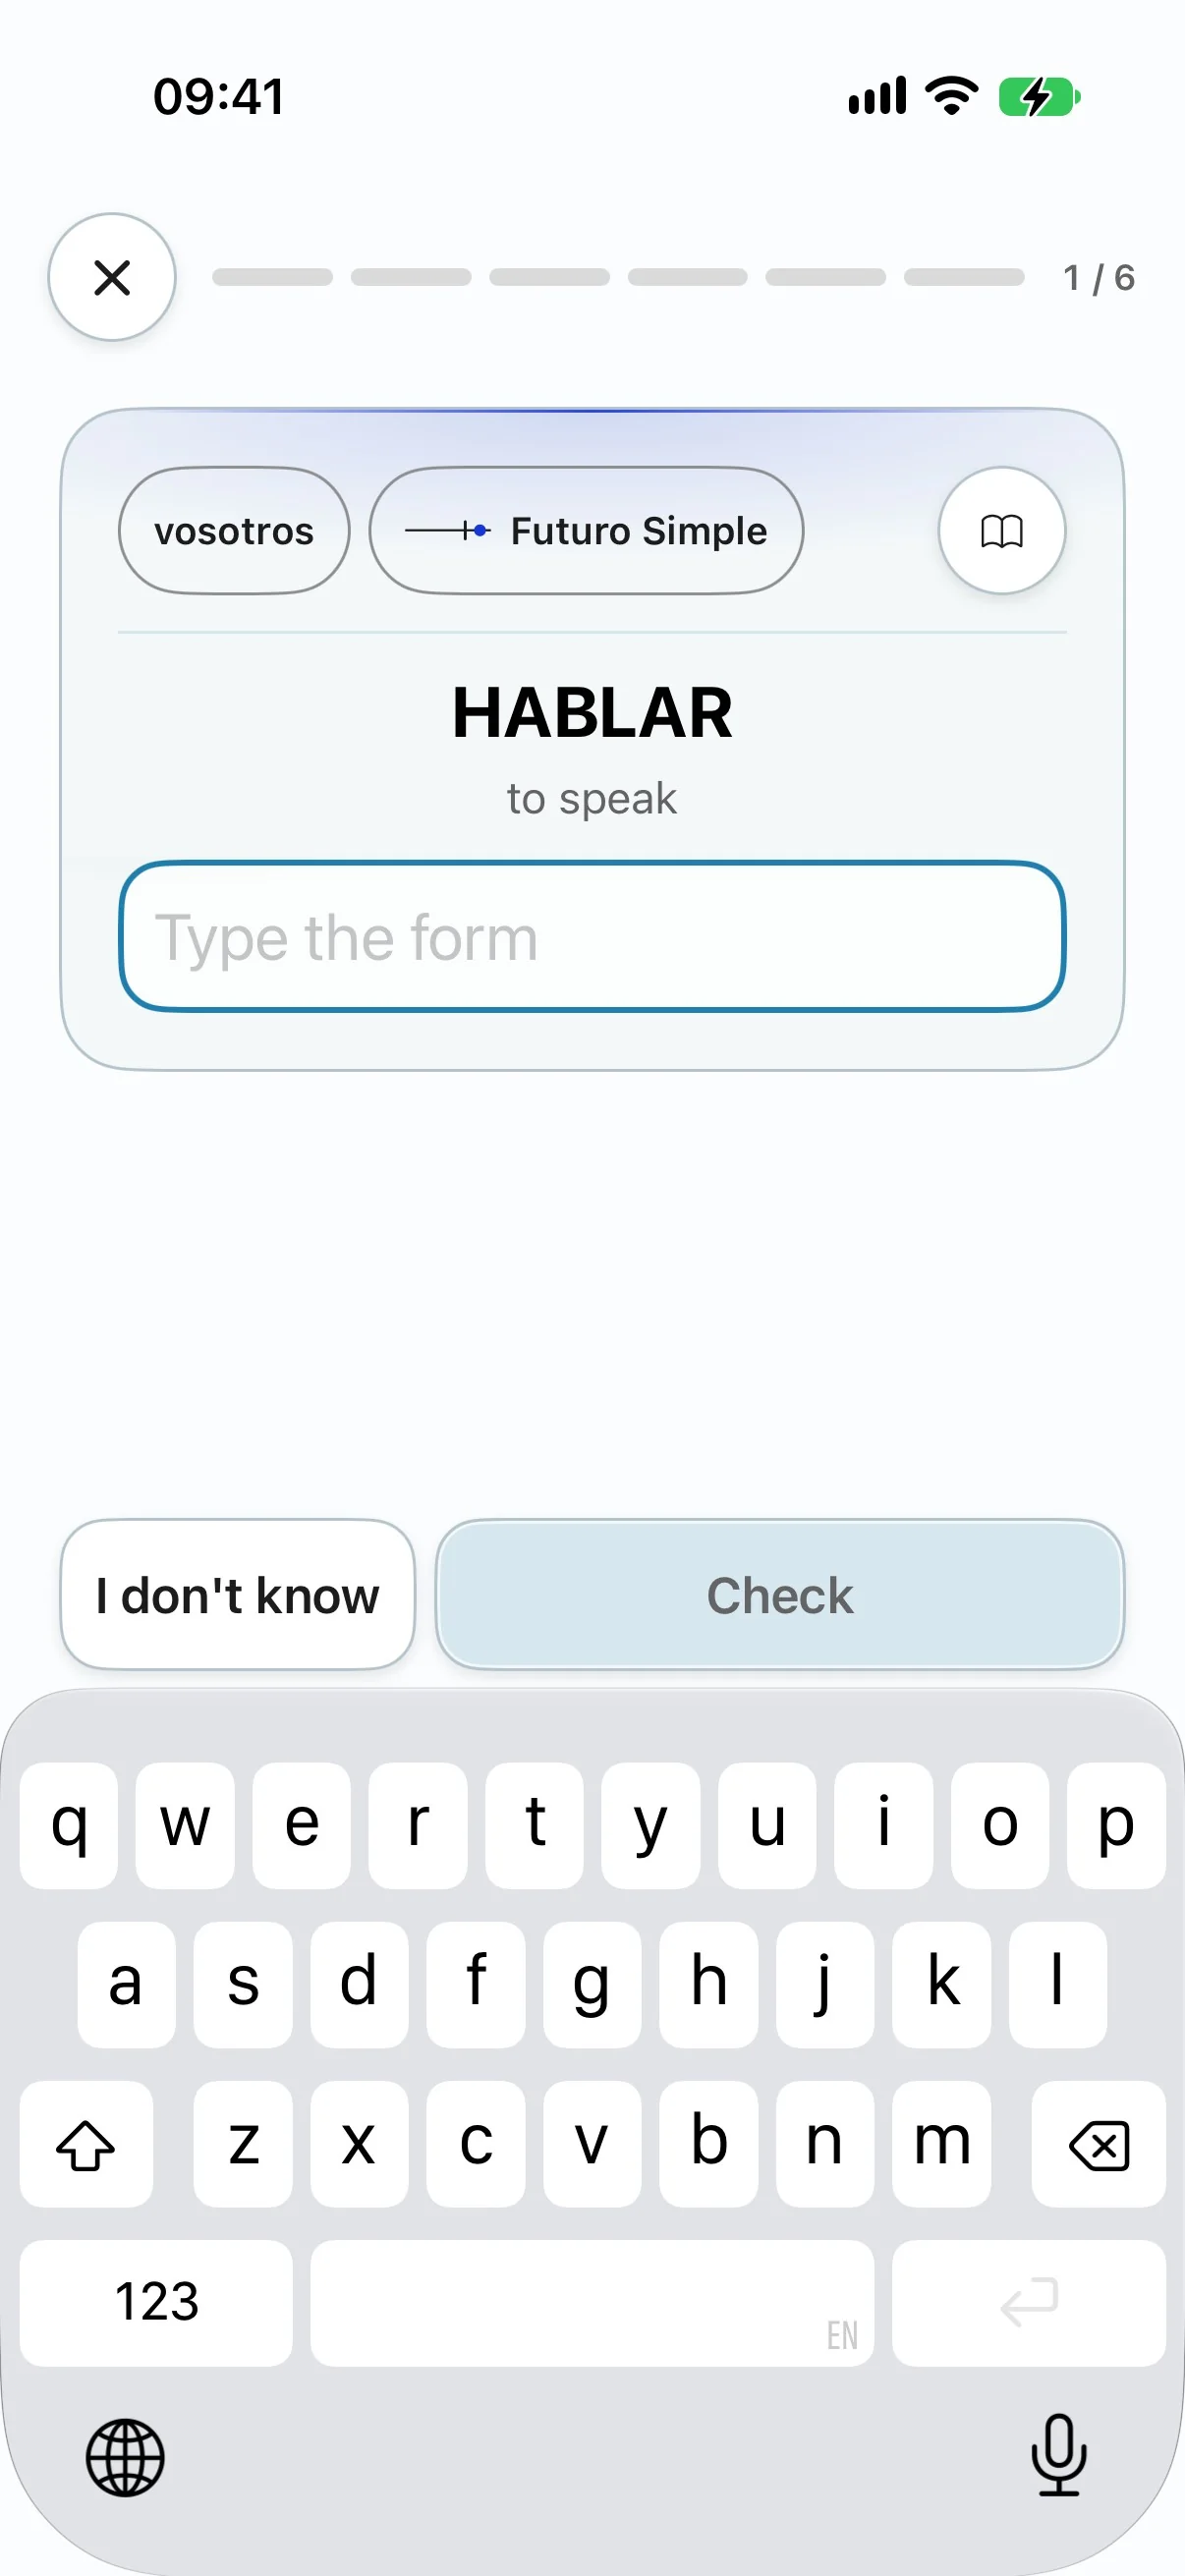 09:41
1 / 6
vosotros Futuro Simple
HABLAR
to speak
Type the form
I don't know Check
q w e r t y u i o p
a s d f g h j k l
z x c v b n m
123 EN